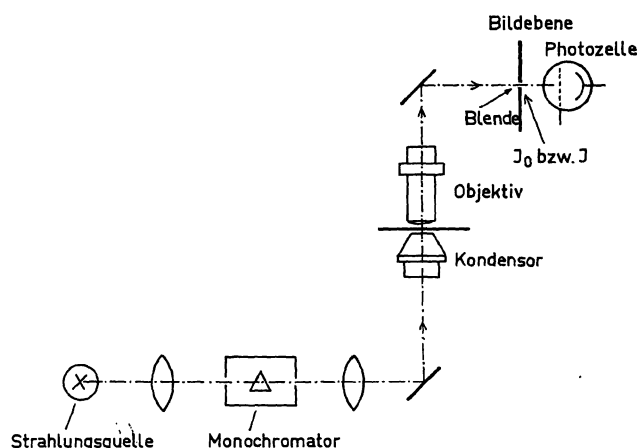 Bildebene
Photozelle
Blende
J₀ bzw. J
Objektiv
Kondensor
Strahlungsquelle
Monochromator